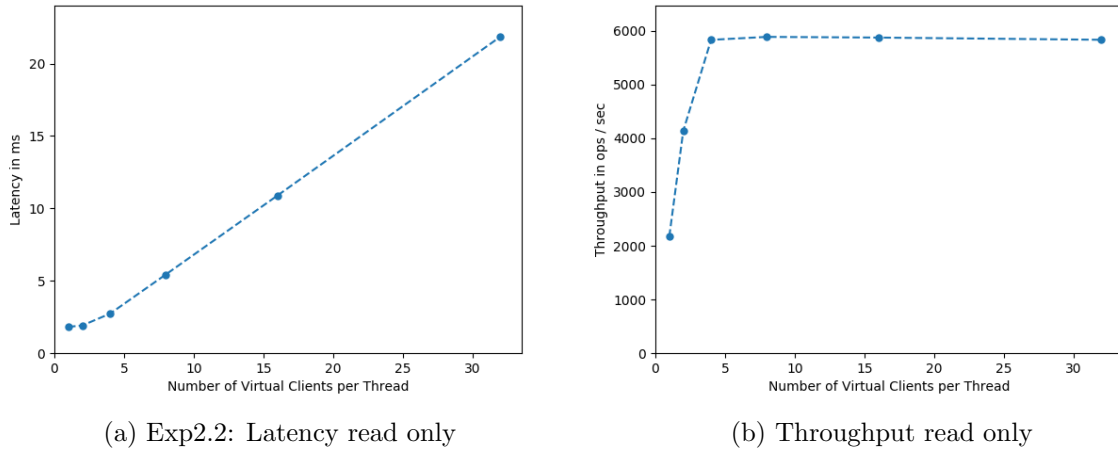 20
15
10
5
0
Latency in ms
0 5 10 15 20 25 30
Number of Virtual Clients per Thread
(a) Exp2.2: Latency read only
6000
5000
4000
3000
2000
1000
0
Throughput in ops / sec
0 5 10 15 20 25 30
Number of Virtual Clients per Thread
(b) Throughput read only